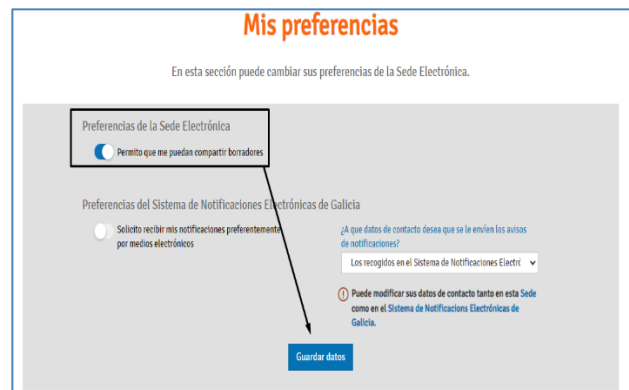 Mis preferencias
En esta sección puede cambiar sus preferencias de la Sede Electrónica.
Preferencias de la Sede Electrónica
Permito que me puedan compartir borradores
Preferencias del Sistema de Notificaciones Electrónicas de Galicia
Solicito recibir mis notificaciones preferentemente
por medios electrónicos
¿A que datos de contacto desea que se le envíen los avisos
de notificaciones?
Los recogidos en el Sistema de Notificaciones Electró
Puede modificar sus datos de contacto tanto en esta Sede
como en el Sistema de Notificacions Electrónicas de
Galicia.
Guardar datos